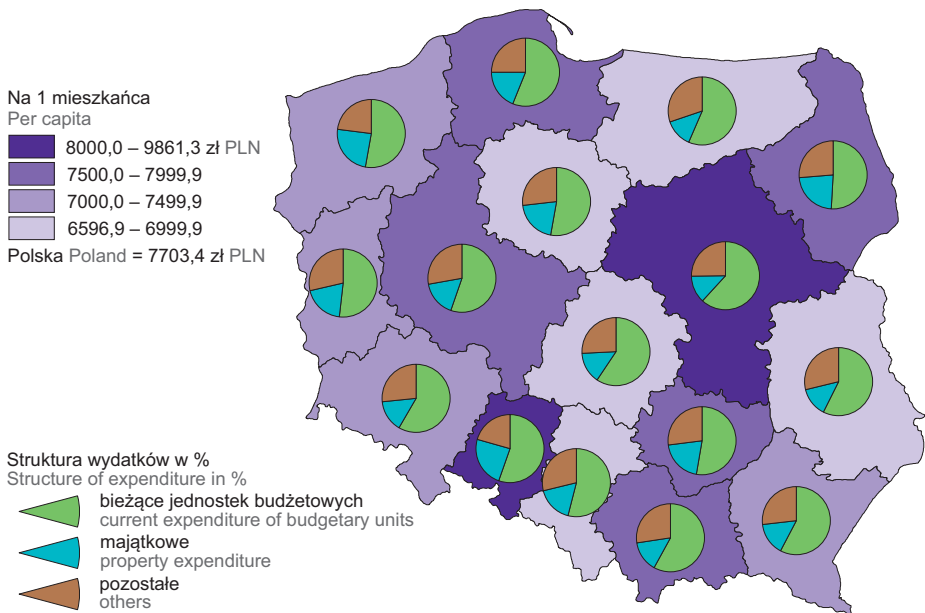 Na 1 mieszkańca
Per capita
8000,0 – 9861,3 zł PLN
7500,0 – 7999,9
7000,0 – 7499,9
6596,9 – 6999,9
Polska Poland = 7703,4 zł PLN
Struktura wydatków w %
Structure of expenditure in %
bieżące jednostek budżetowych
current expenditure of budgetary units
majątkowe
property expenditure
pozostałe
others